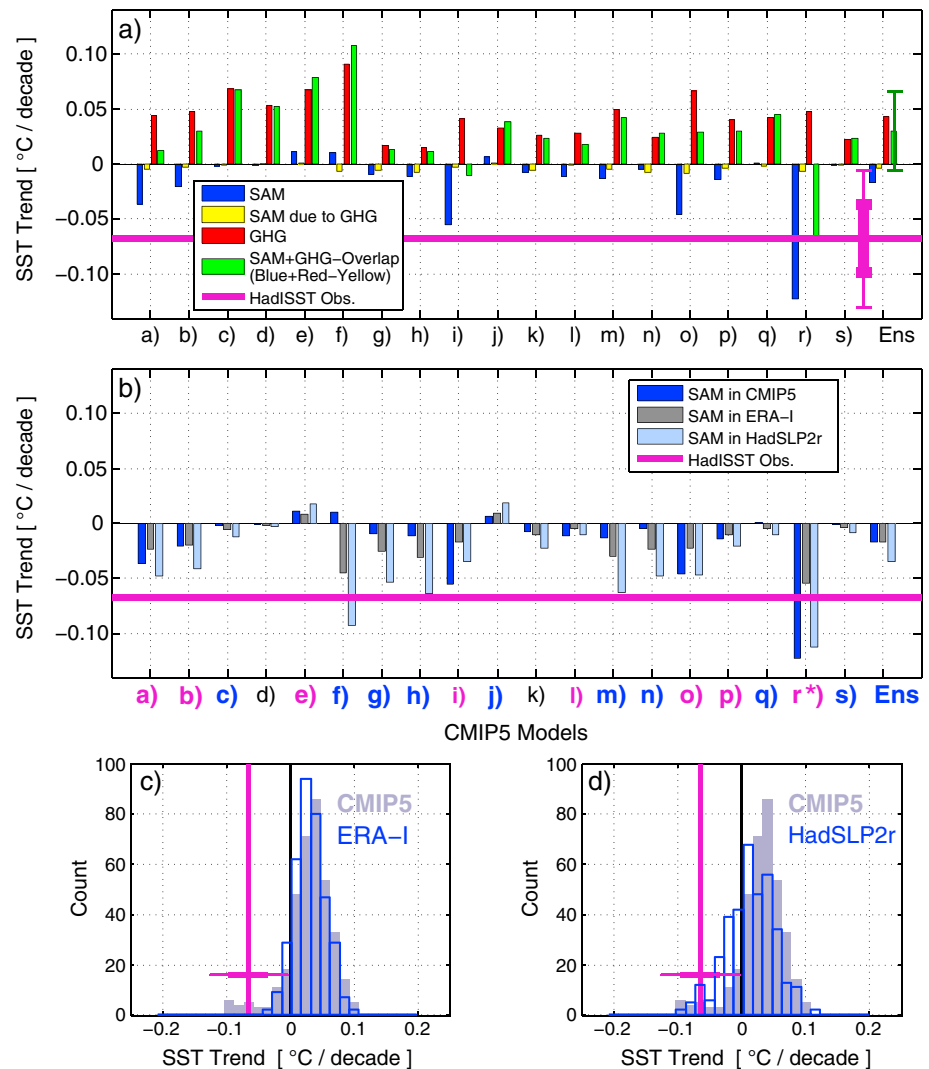 a)
SST Trend [ °C / decade ]
0.10
0.05
0
−0.05
−0.10
SAM
SAM due to GHG
GHG
SAM+GHG−Overlap
(Blue+Red−Yellow)
HadISST Obs.
a) b) c) d) e) f) g) h) i) j) k) l) m) n) o) p) q) r) s) Ens
b)
SST Trend [ °C / decade ]
0.10
0.05
0
−0.05
−0.10
SAM in CMIP5
SAM in ERA−I
SAM in HadSLP2r
HadISST Obs.
a) b) c) d) e) f) g) h) i) j) k) l) m) n) o) p) q) r*) s) Ens
CMIP5 Models
c)
CMIP5
ERA−I
Count
100
80
60
40
20
0
−0.2 −0.1 0 0.1 0.2
SST Trend [ °C / decade ]
d)
CMIP5
HadSLP2r
Count
100
80
60
40
20
0
−0.2 −0.1 0 0.1 0.2
SST Trend [ °C / decade ]